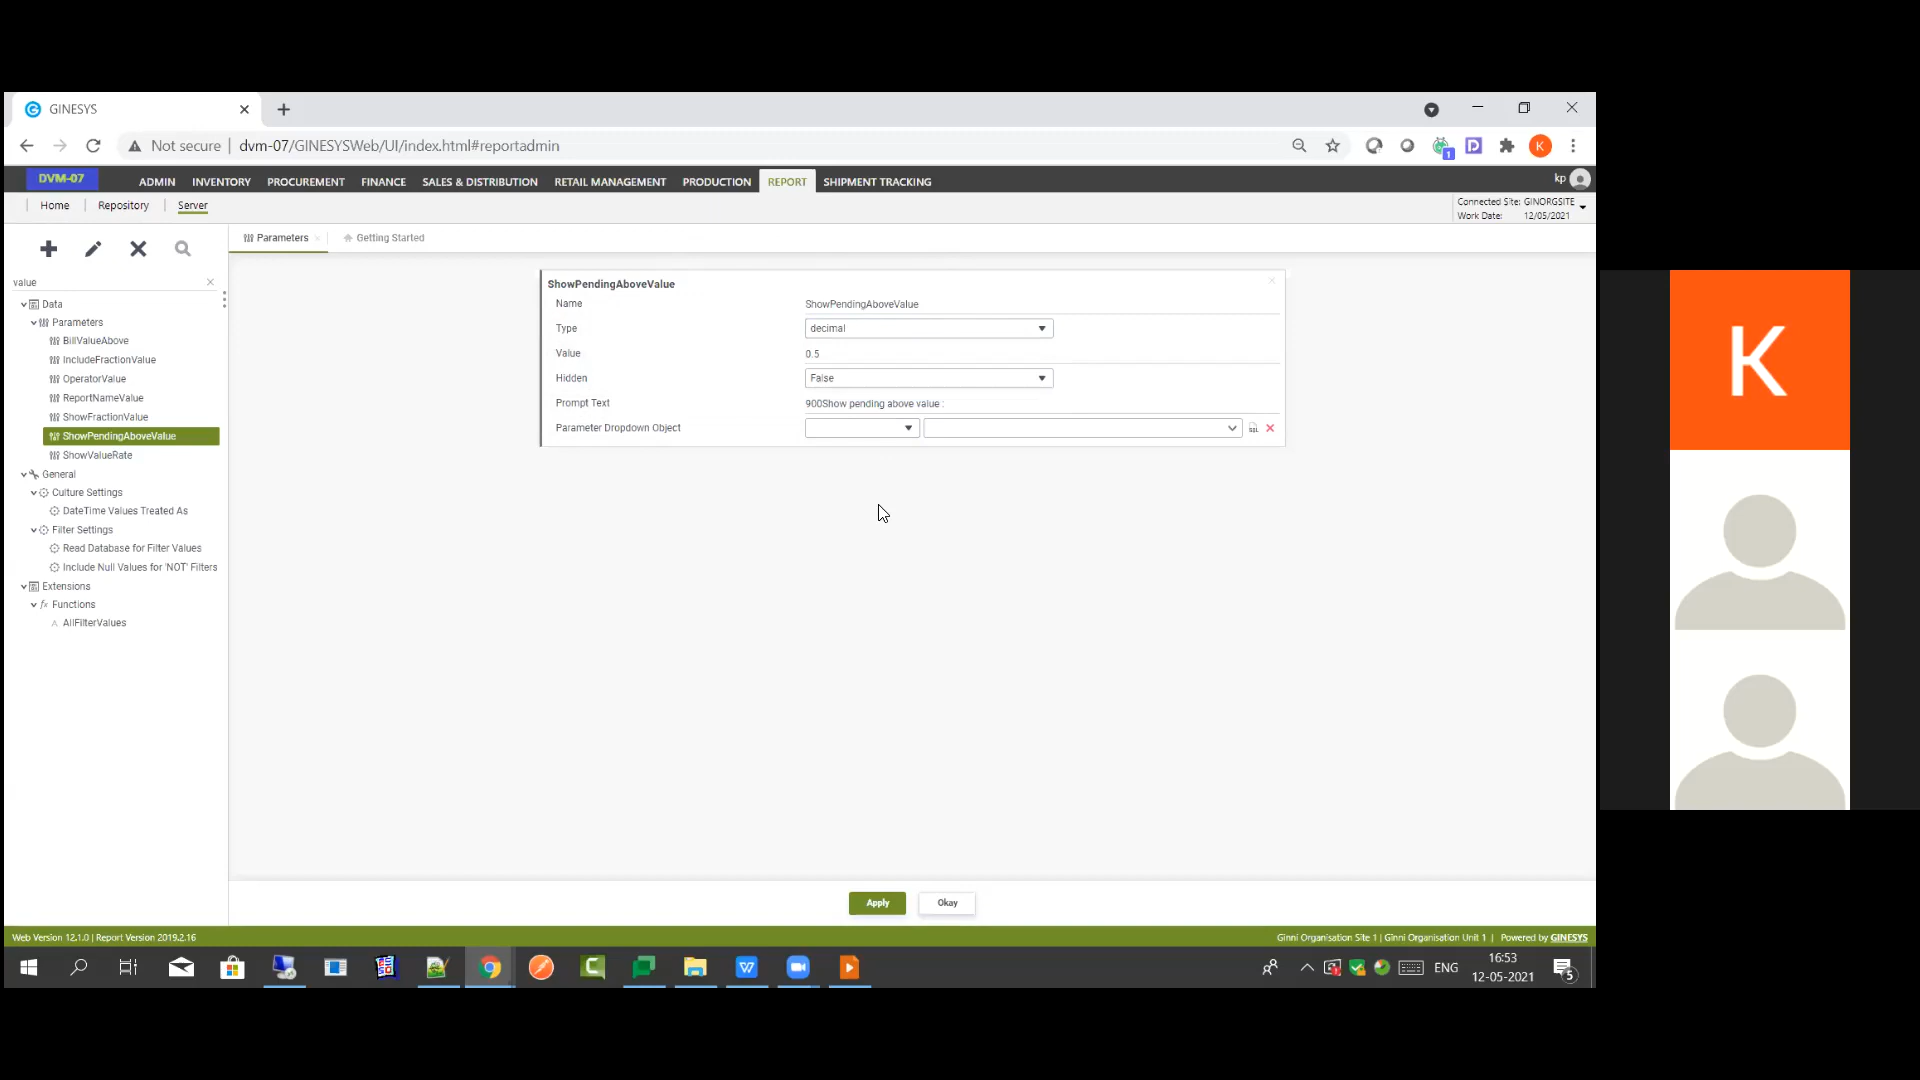 GINESYS
Not secure dvm-07/GINESYSWeb/UI/index.html#reportadmin
1
D
K
DVM-07 ADMIN INVENTORY PROCUREMENT FINANCE SALES & DISTRIBUTION RETAIL MANAGEMENT PRODUCTION REPORT SHIPMENT TRACKING kp
Home Repository Server
Connected Site: GINORGSITE
Work Date: 12/05/2021
Parameters Getting Started
value
Data
Parameters
BillValueAbove
IncludeFractionValue
OperatorValue
ReportNameValue
ShowFractionValue
ShowPendingAboveValue
ShowValueRate
General
Culture Settings
DateTime Values Treated As
Filter Settings
Read Database for Filter Values
Include Null Values for 'NOT' Filters
Extensions
Functions
AllFilterValues
ShowPendingAboveValue
Name ShowPendingAboveValue
Type decimal
Value 0.5
Hidden False
Prompt Text 900Show pending above value :
Parameter Dropdown Object
Apply Okay
Web Version 12.1.0 | Report Version 2019.2.16
Ginni Organisation Site 1 | Ginni Organisation Unit 1 | Powered by GINESYS
ENG
16:53
12-05-2021
5
K